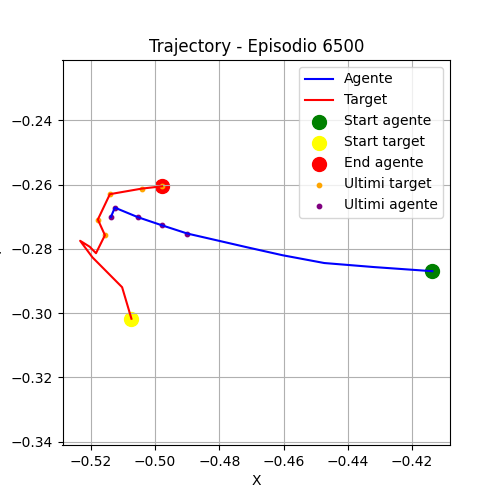 Trajectory - Episodio 6500
Agente
Target
Start agente
Start target
End agente
Ultimi target
Ultimi agente
−0.24
−0.26
−0.28
−0.30
−0.32
−0.34
−0.52 −0.50 −0.48 −0.46 −0.44 −0.42
X